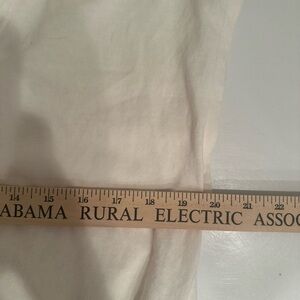 14 15 16 17 18 19 20 21 22
ABAMA RURAL ELECTRIC ASSOC